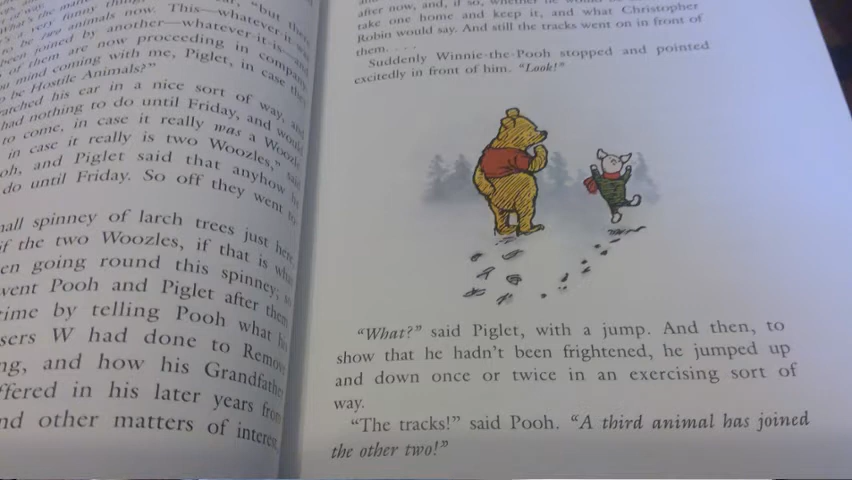 ear, "but there
What's the matter
's a very funny thing,
to be two animals now. This—whatever-it-was
been joined by another—whatever-it-is—and
of them are now proceeding in company.
mind coming with me, Piglet, in case they
be Hostile Animals?"
atched his ear in a nice sort of way, and
had nothing to do until Friday, and would
to come, in case it really was a Woozle
in case it really is two Woozles," said
oh, and Piglet said that anyhow he
do until Friday. So off they went to
mall spinney of larch trees just here,
if the two Woozles, if that is what
en going round this spinney; so
went Pooh and Piglet after them
time by telling Pooh what his
sers W had done to Remove
ng, and how his Grandfather
ffered in his later years from
nd other matters of interest,
after now, and, if so, whether he would be
take one home and keep it, and what Christopher
Robin would say. And still the tracks went on in front of
them. . . .
Suddenly Winnie-the-Pooh stopped and pointed
excitedly in front of him. "Look!"
"What?" said Piglet, with a jump. And then, to
show that he hadn't been frightened, he jumped up
and down once or twice in an exercising sort of
way.
"The tracks!" said Pooh. "A third animal has joined
the other two!"